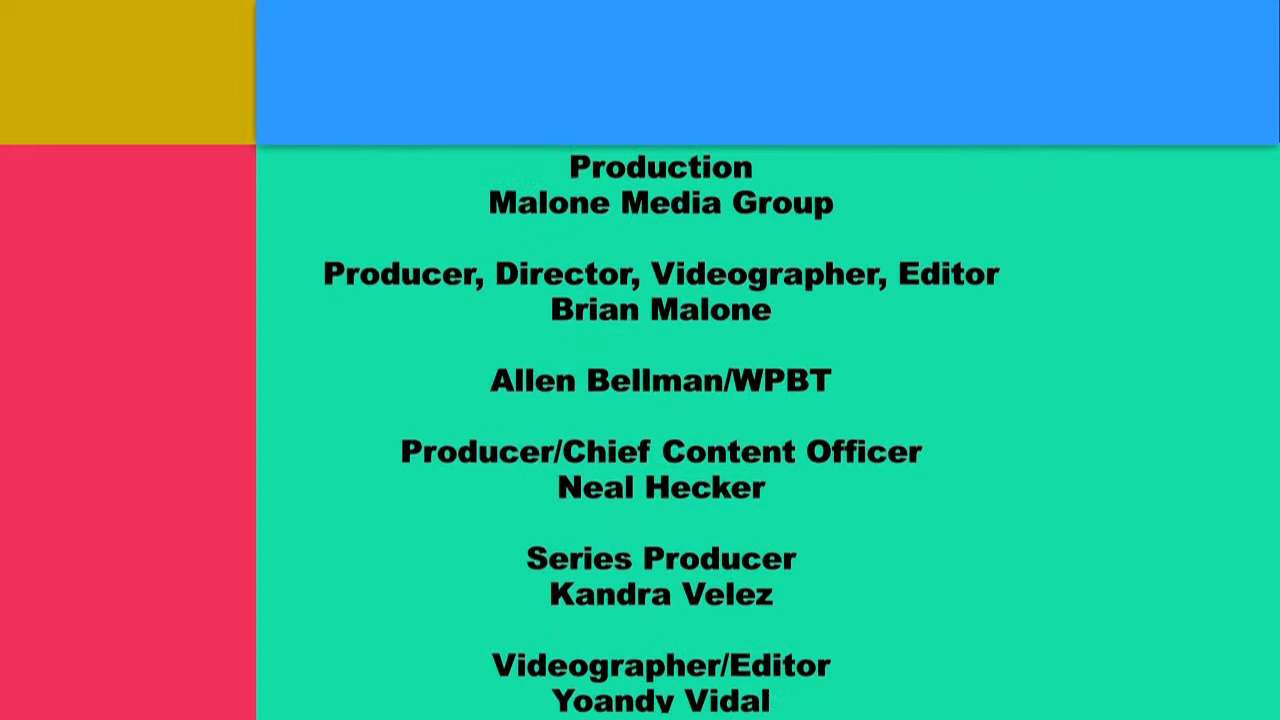 Production
Malone Media Group
Producer, Director, Videographer, Editor
Brian Malone
Allen Bellman/WPBT
Producer/Chief Content Officer
Neal Hecker
Series Producer
Kandra Velez
Videographer/Editor
Yoandy Vidal